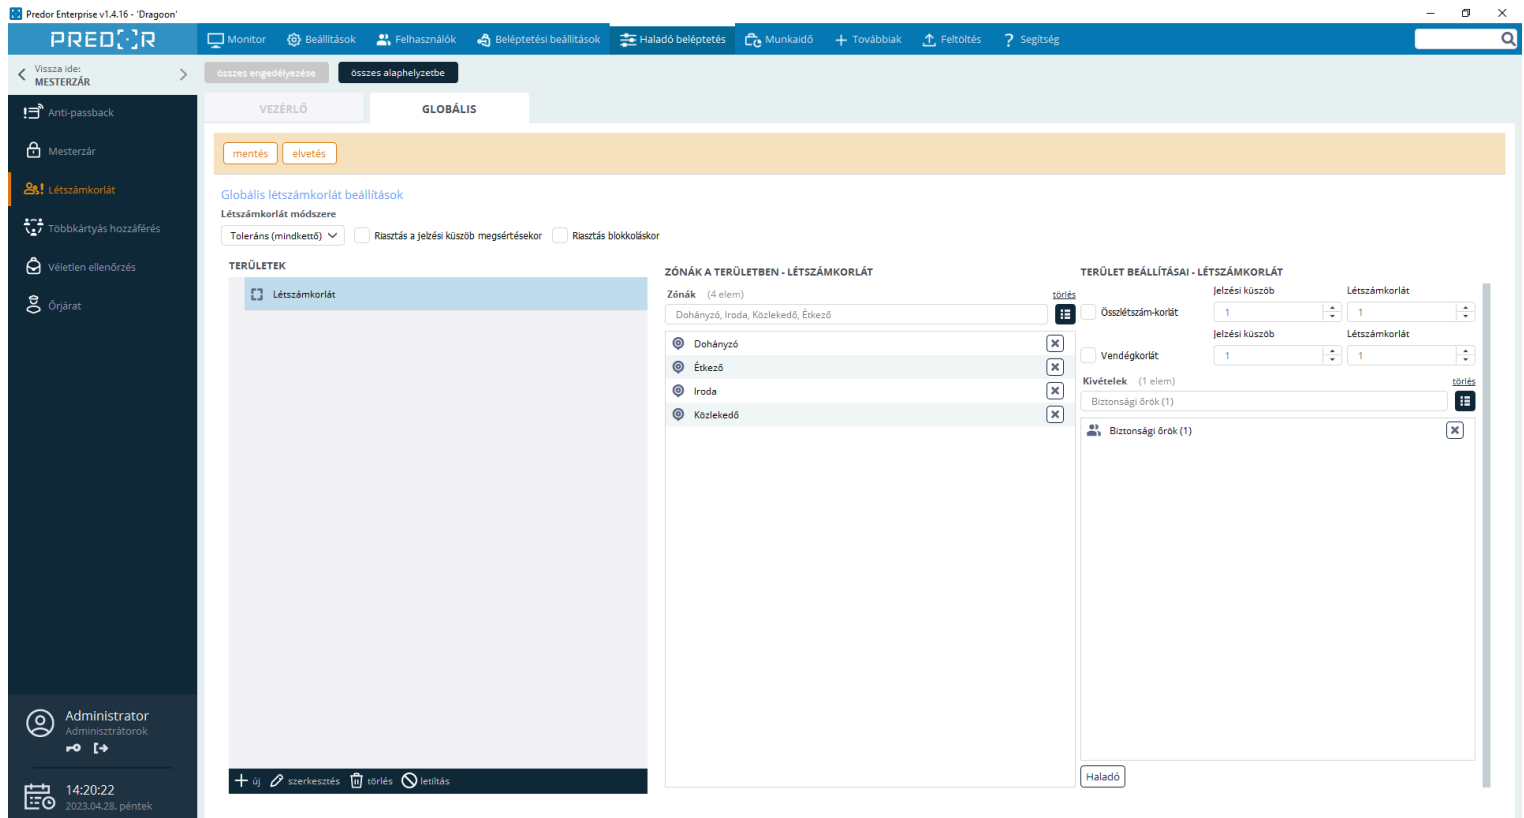 Predor Enterprise v1.4.16 - 'Dragoon'
PREDOR
Monitor Beállítások Felhasználók Beléptetési beállítások Haladó beléptetés Munkaidő Továbbiak Feltöltés Segítség
Vissza ide:
MESTERZÁR
összes engedélyezése összes alaphelyzetbe
Anti-passback
Mesterzár
Létszámkorlát
Többkártyás hozzáférés
Véletlen ellenőrzés
Őrjárat
VEZÉRLŐ GLOBÁLIS
mentés elvetés
Globális létszámkorlát beállítások
Létszámkorlát módszere
Toleráns (mindkettő) Riasztás a jelzési küszöb megsértésekor Riasztás blokkoláskor
TERÜLETEK
Létszámkorlát
új szerkesztés törlés letiltás
ZÓNÁK A TERÜLETBEN - LÉTSZÁMKORLÁT
Zónák (4 elem) törlés
Dohányzó, Iroda, Közlekedő, Étkező
Dohányzó
Étkező
Iroda
Közlekedő
TERÜLET BEÁLLÍTÁSAI - LÉTSZÁMKORLÁT
Jelzési küszöb Létszámkorlát
Összlétszám-korlát 1 1
Jelzési küszöb Létszámkorlát
Vendégkorlát 1 1
Kivételek (1 elem) törlés
Biztonsági őrök (1)
Biztonsági őrök (1)
Haladó
Administrator
Adminisztrátorok
14:20:22
2023.04.28. péntek